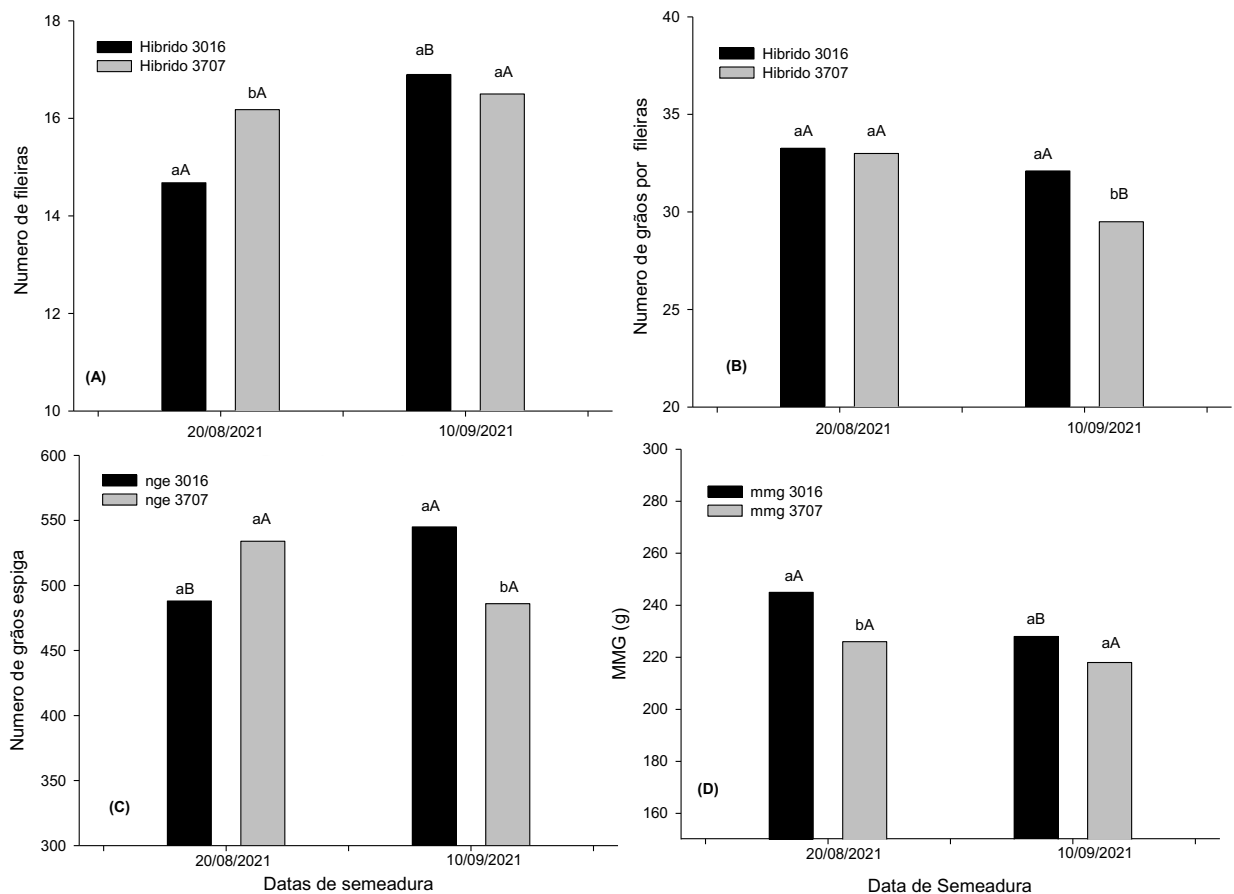 18
16
14
12
10
Numero de fileiras
Hibrido 3016
Hibrido 3707
aA
bA
aB
aA
(A)
20/08/2021
10/09/2021
40
35
30
25
20
Numero de grãos por fileiras
Hibrido 3016
Hibrido 3707
aA
aA
aA
bB
(B)
20/08/2021
10/09/2021
600
550
500
450
400
350
300
Numero de grãos espiga
nge 3016
nge 3707
aB
aA
aA
bA
(C)
20/08/2021
10/09/2021
Datas de semeadura
300
280
260
240
220
200
180
160
MMG (g)
mmg 3016
mmg 3707
aA
bA
aB
aA
(D)
20/08/2021
10/09/2021
Data de Semeadura